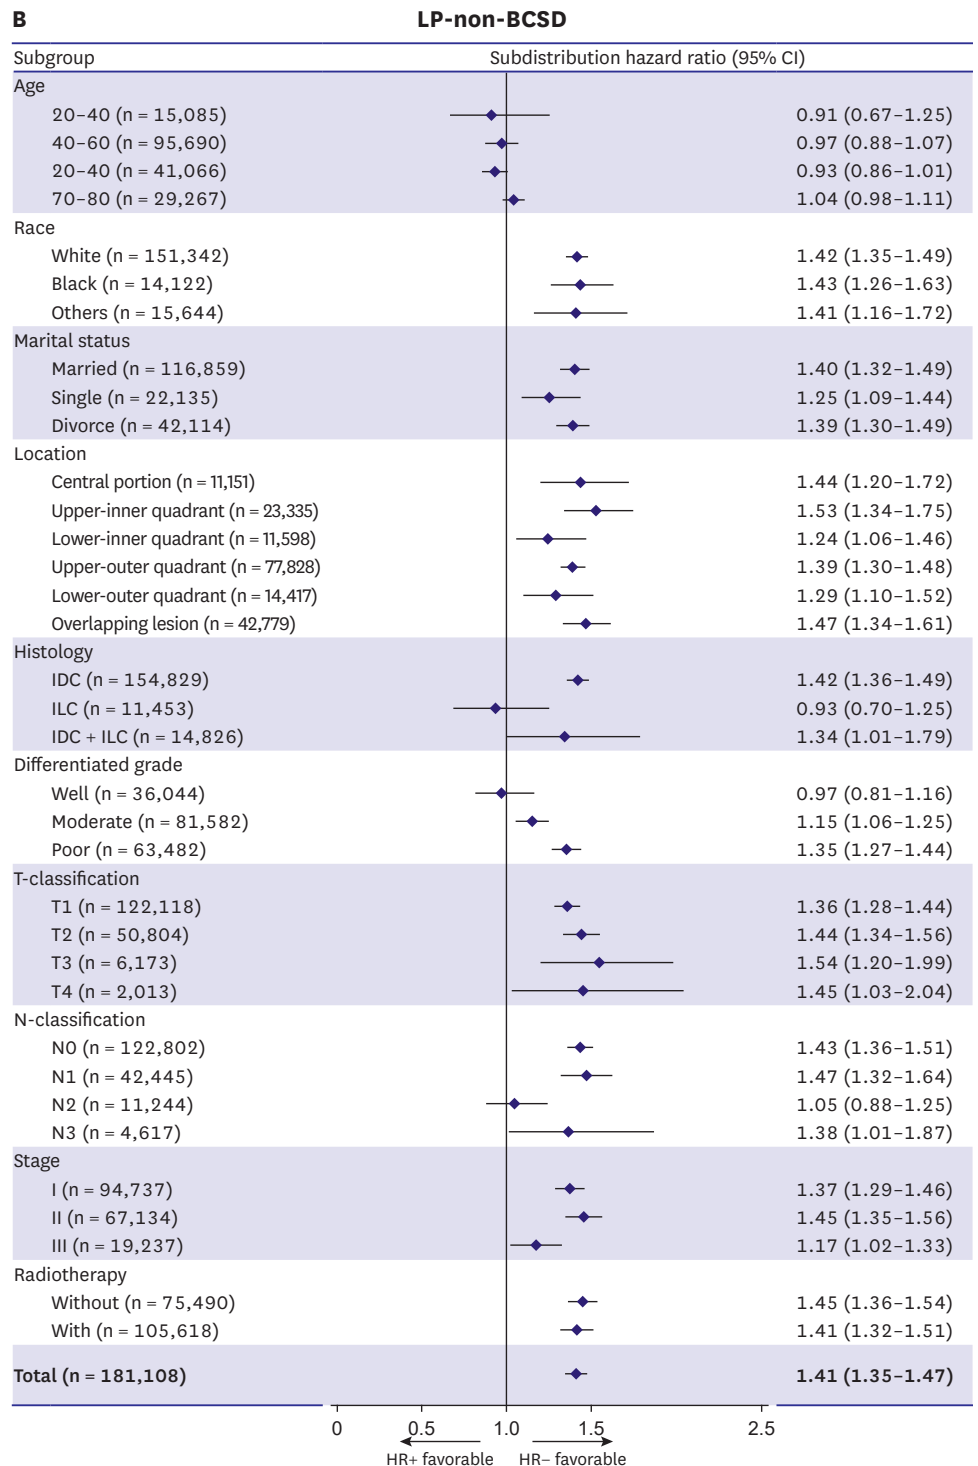 B
LP-non-BCSD
Subgroup Subdistribution hazard ratio (95% CI)
Age
20–40 (n = 15,085) 0.91 (0.67–1.25)
40–60 (n = 95,690) 0.97 (0.88–1.07)
20–40 (n = 41,066) 0.93 (0.86–1.01)
70–80 (n = 29,267) 1.04 (0.98–1.11)
Race
White (n = 151,342) 1.42 (1.35–1.49)
Black (n = 14,122) 1.43 (1.26–1.63)
Others (n = 15,644) 1.41 (1.16–1.72)
Marital status
Married (n = 116,859) 1.40 (1.32–1.49)
Single (n = 22,135) 1.25 (1.09–1.44)
Divorce (n = 42,114) 1.39 (1.30–1.49)
Location
Central portion (n = 11,151) 1.44 (1.20–1.72)
Upper-inner quadrant (n = 23,335) 1.53 (1.34–1.75)
Lower-inner quadrant (n = 11,598) 1.24 (1.06–1.46)
Upper-outer quadrant (n = 77,828) 1.39 (1.30–1.48)
Lower-outer quadrant (n = 14,417) 1.29 (1.10–1.52)
Overlapping lesion (n = 42,779) 1.47 (1.34–1.61)
Histology
IDC (n = 154,829) 1.42 (1.36–1.49)
ILC (n = 11,453) 0.93 (0.70–1.25)
IDC + ILC (n = 14,826) 1.34 (1.01–1.79)
Differentiated grade
Well (n = 36,044) 0.97 (0.81–1.16)
Moderate (n = 81,582) 1.15 (1.06–1.25)
Poor (n = 63,482) 1.35 (1.27–1.44)
T-classification
T1 (n = 122,118) 1.36 (1.28–1.44)
T2 (n = 50,804) 1.44 (1.34–1.56)
T3 (n = 6,173) 1.54 (1.20–1.99)
T4 (n = 2,013) 1.45 (1.03–2.04)
N-classification
N0 (n = 122,802) 1.43 (1.36–1.51)
N1 (n = 42,445) 1.47 (1.32–1.64)
N2 (n = 11,244) 1.05 (0.88–1.25)
N3 (n = 4,617) 1.38 (1.01–1.87)
Stage
I (n = 94,737) 1.37 (1.29–1.46)
II (n = 67,134) 1.45 (1.35–1.56)
III (n = 19,237) 1.17 (1.02–1.33)
Radiotherapy
Without (n = 75,490) 1.45 (1.36–1.54)
With (n = 105,618) 1.41 (1.32–1.51)
Total (n = 181,108) 1.41 (1.35–1.47)
0 0.5 1.0 1.5 2.5
HR+ favorable HR− favorable